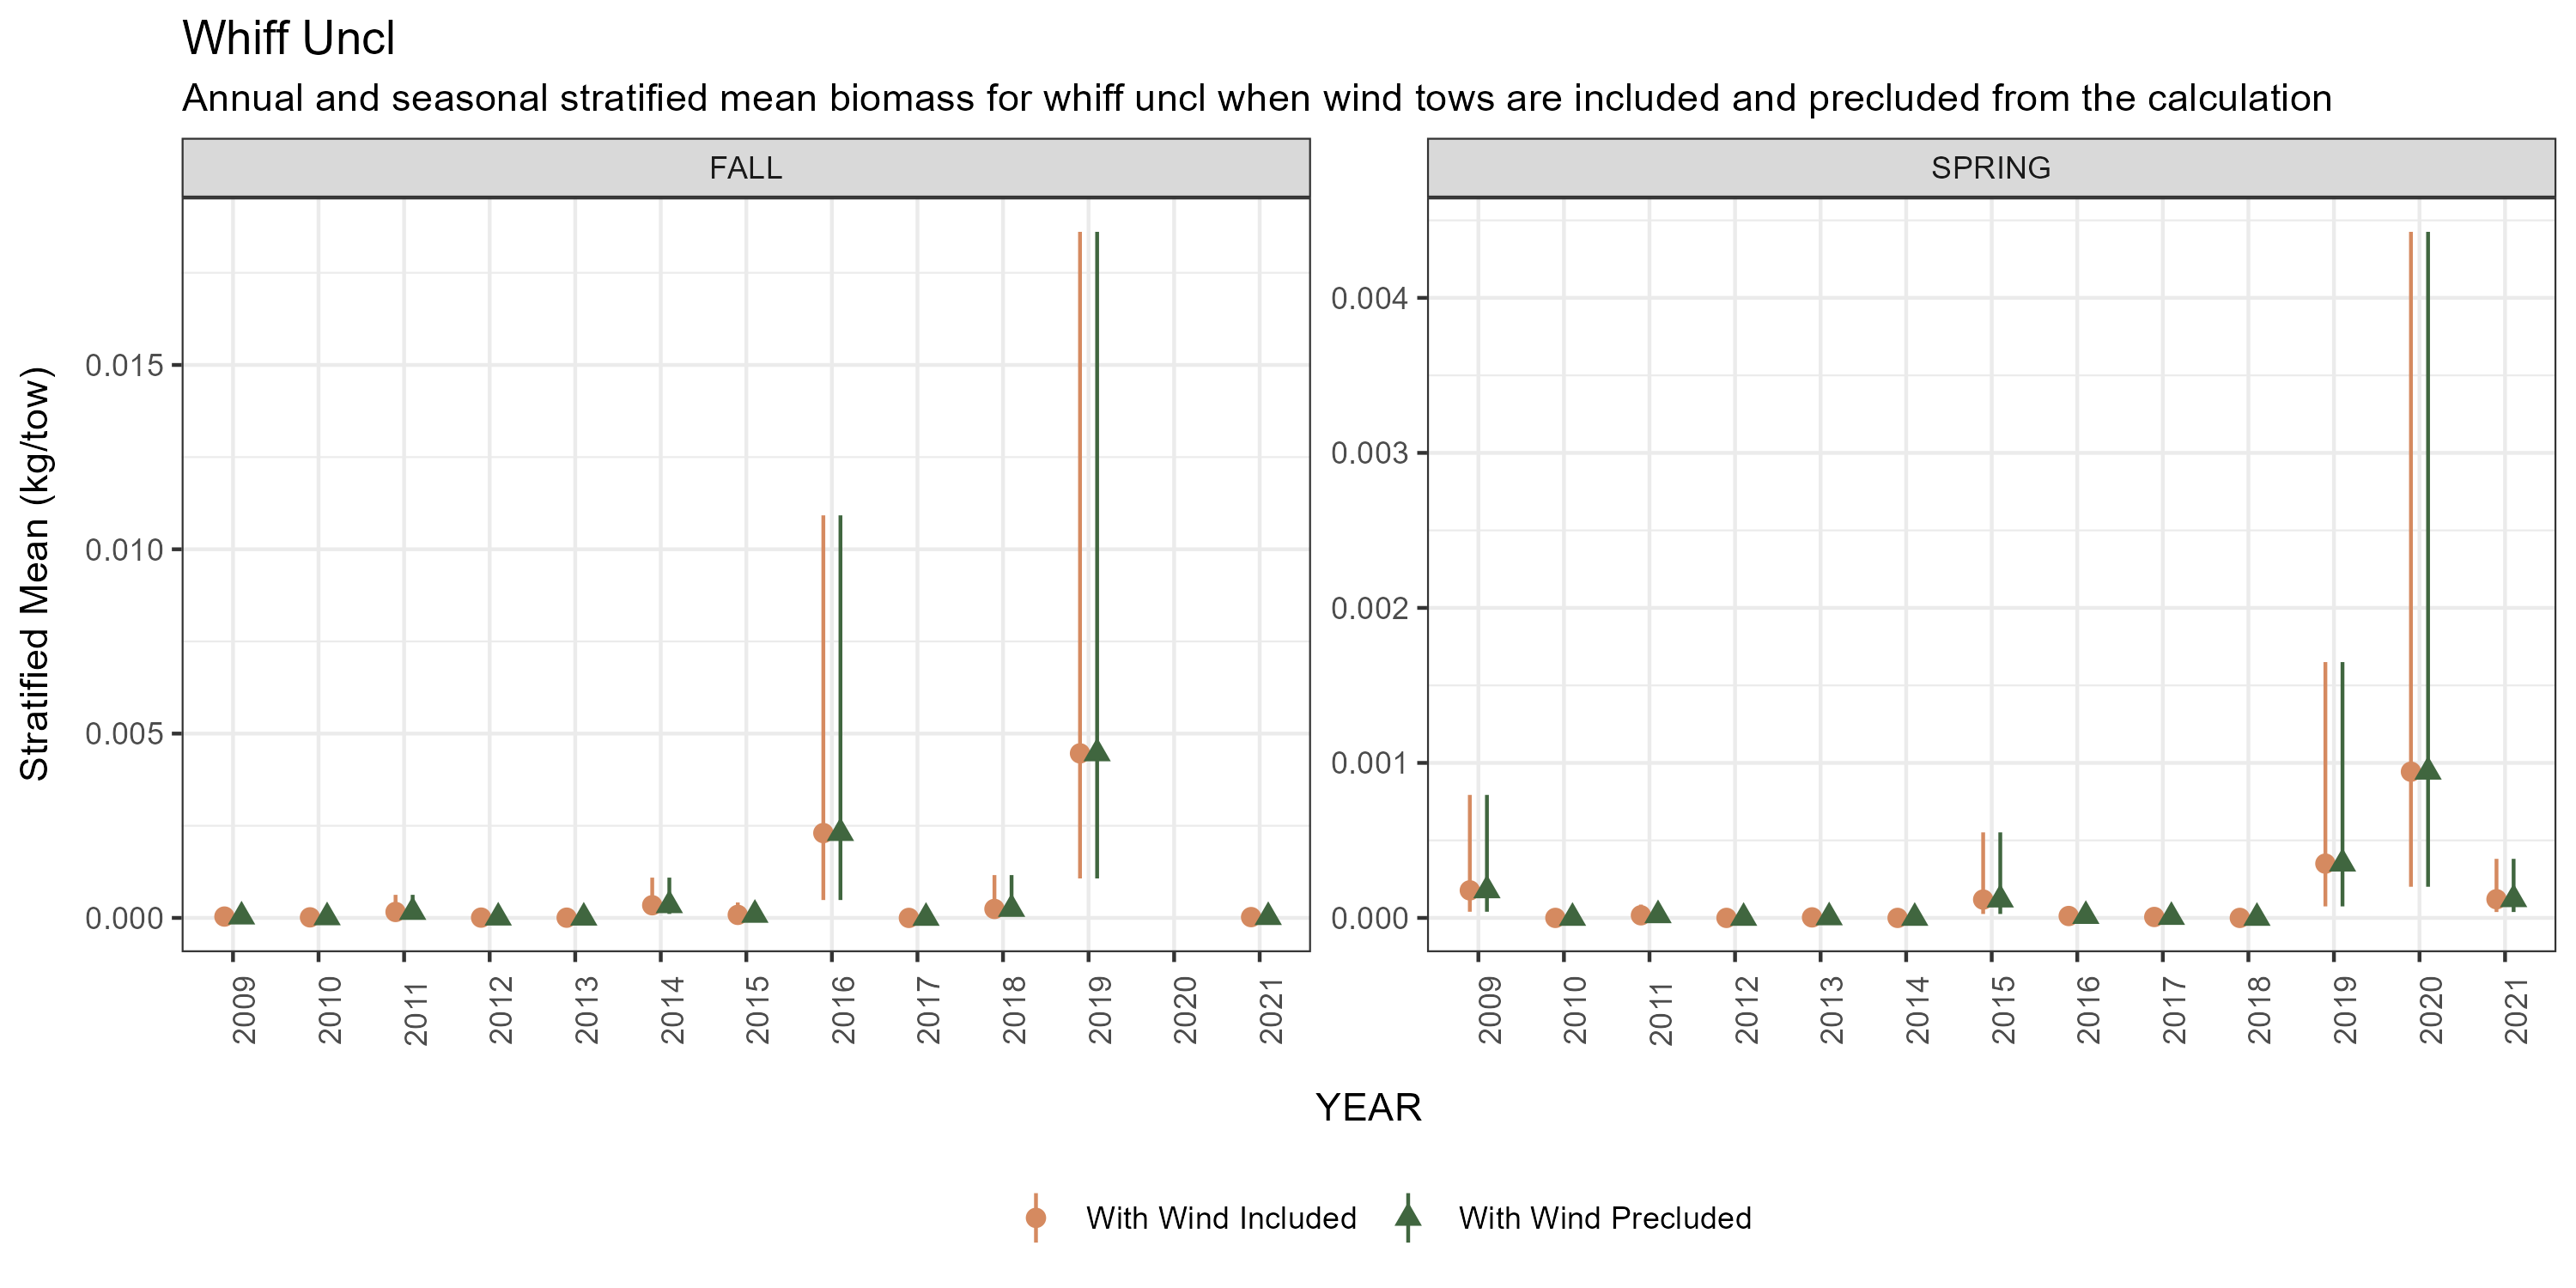 Whiff Uncl
Annual and seasonal stratified mean biomass for whiff uncl when wind tows are included and precluded from the calculation
FALL
SPRING
Stratified Mean (kg/tow)
0.015
0.010
0.005
0.000
0.004
0.003
0.002
0.001
0.000
2009 2010 2011 2012 2013 2014 2015 2016 2017 2018 2019 2020 2021
2009 2010 2011 2012 2013 2014 2015 2016 2017 2018 2019 2020 2021
YEAR
With Wind Included
With Wind Precluded